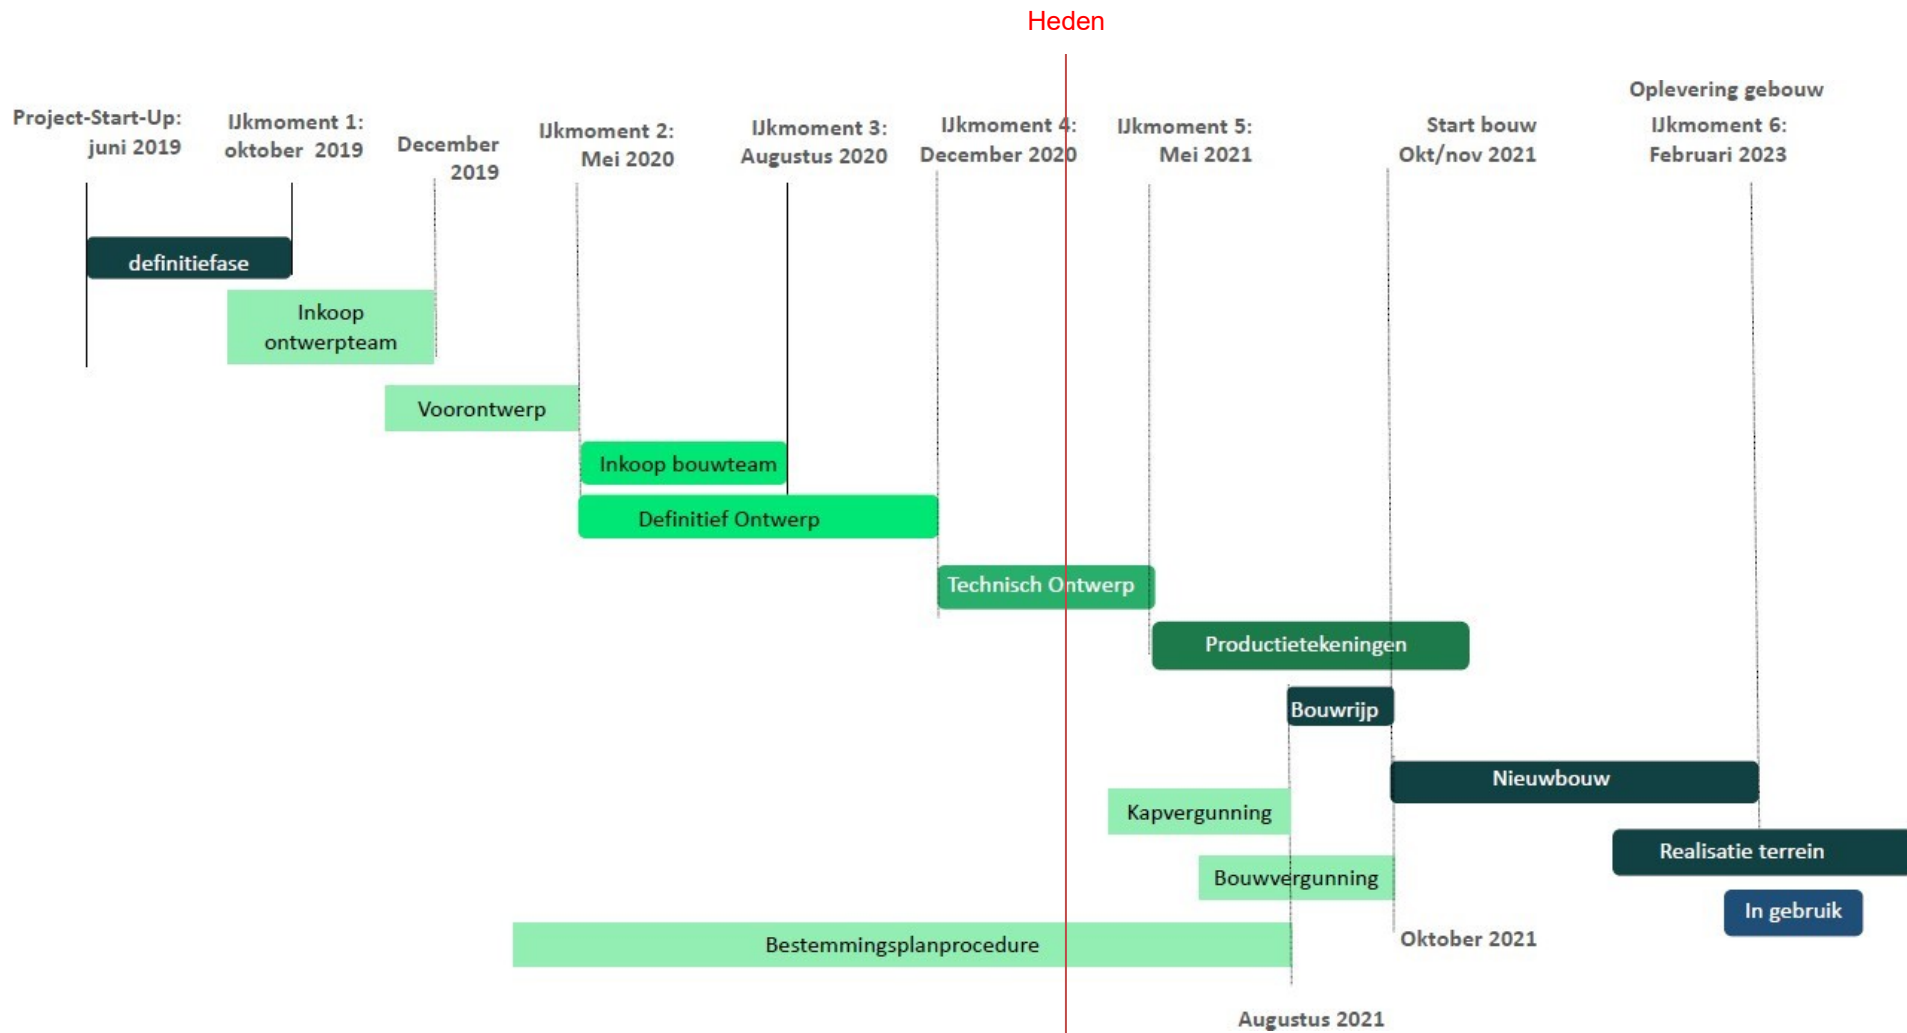 Heden
Oplevering gebouw
Project-Start-Up:
juni 2019
IJkmoment 1:
oktober 2019
December
2019
IJkmoment 2:
Mei 2020
IJkmoment 3:
Augustus 2020
IJkmoment 4:
December 2020
IJkmoment 5:
Mei 2021
Start bouw
Okt/nov 2021
IJkmoment 6:
Februari 2023
definitiefase
Inkoop
ontwerpteam
Voorontwerp
Inkoop bouwteam
Definitief Ontwerp
Technisch Ontwerp
Productietekeningen
Bouwrijp
Nieuwbouw
Kapvergunning
Realisatie terrein
Bouwvergunning
In gebruik
Bestemmingsplanprocedure
Oktober 2021
Augustus 2021